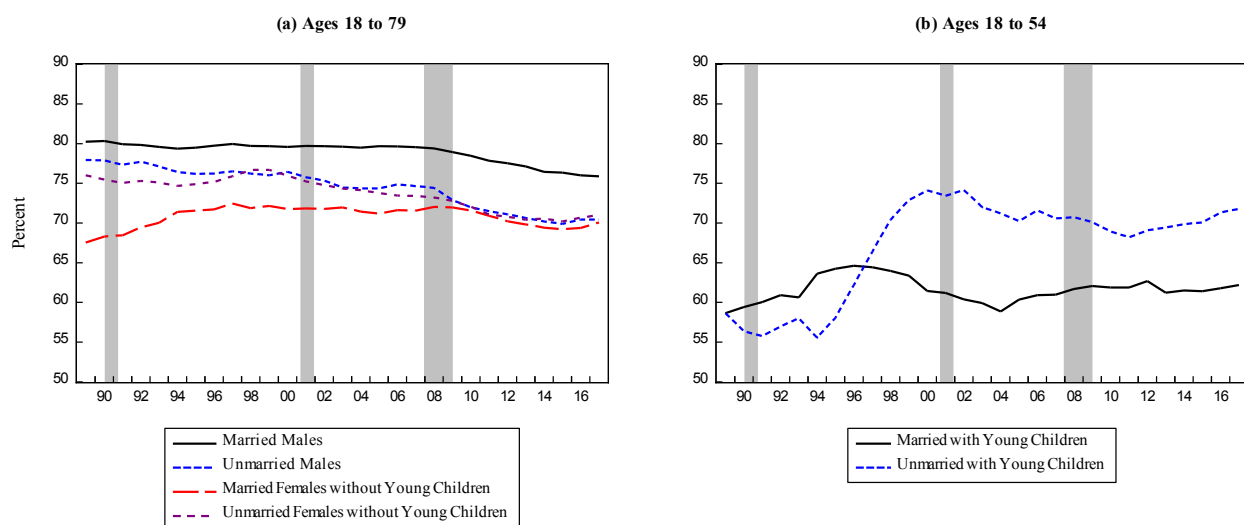 (a) Ages 18 to 79
90
85
80
75
70
65
60
55
50
Percent
90 92 94 96 98 00 02 04 06 08 10 12 14 16
Married Males
Unmarried Males
Married Females without Young Children
Unmarried Females without Young Children
(b) Ages 18 to 54
90
85
80
75
70
65
60
55
50
90 92 94 96 98 00 02 04 06 08 10 12 14 16
Married with Young Children
Unmarried with Young Children